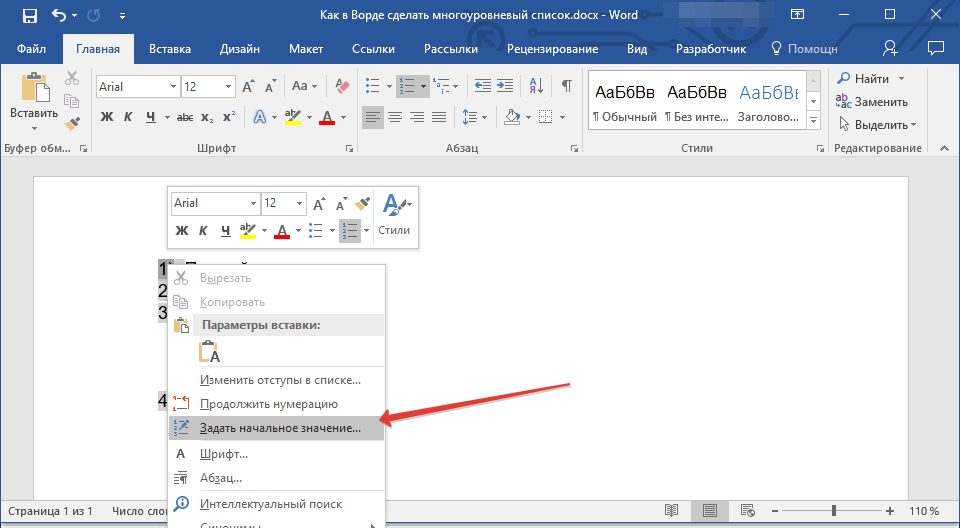 Как в Ворде сделать многоуровневый список.docx - Word
Файл Главная Вставка Дизайн Макет Ссылки Рассылки Рецензирование Вид Разработчик Помощн
Arial 12 Aa Найти
Вставить Ж К Ч abc x₂ x² A ab A АаБбВв АаБбВв АаБбВв Заменить
¶ Обычный ¶ Без инте... Заголово... Выделить
Буфер обм... Шрифт Абзац Стили Редактирование
Arial 12
Ж К Ч ab A Стили
1
2
3
4
Вырезать
Копировать
Параметры вставки:
A
Изменить отступы в списке...
Продолжить нумерацию
Задать начальное значение...
A Шрифт...
Абзац...
Интеллектуальный поиск
Синонимы
Страница 1 из 1 Число сло 110 %